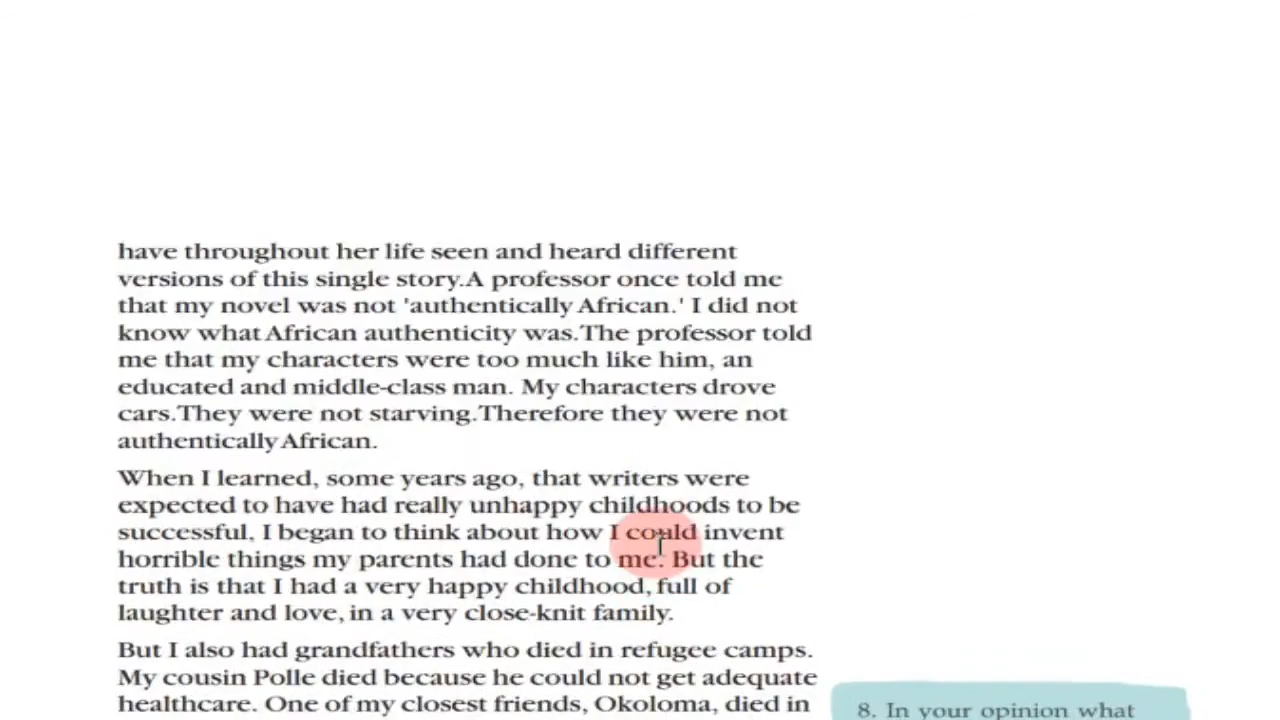 have throughout her life seen and heard different
versions of this single story.A professor once told me
that my novel was not 'authentically African.' I did not
know what African authenticity was.The professor told
me that my characters were too much like him, an
educated and middle-class man. My characters drove
cars.They were not starving.Therefore they were not
authentically African.
When I learned, some years ago, that writers were
expected to have had really unhappy childhoods to be
successful, I began to think about how I could invent
horrible things my parents had done to me. But the
truth is that I had a very happy childhood, full of
laughter and love, in a very close-knit family.
But I also had grandfathers who died in refugee camps.
My cousin Polle died because he could not get adequate
healthcare. One of my closest friends, Okoloma, died in
8. In your opinion what